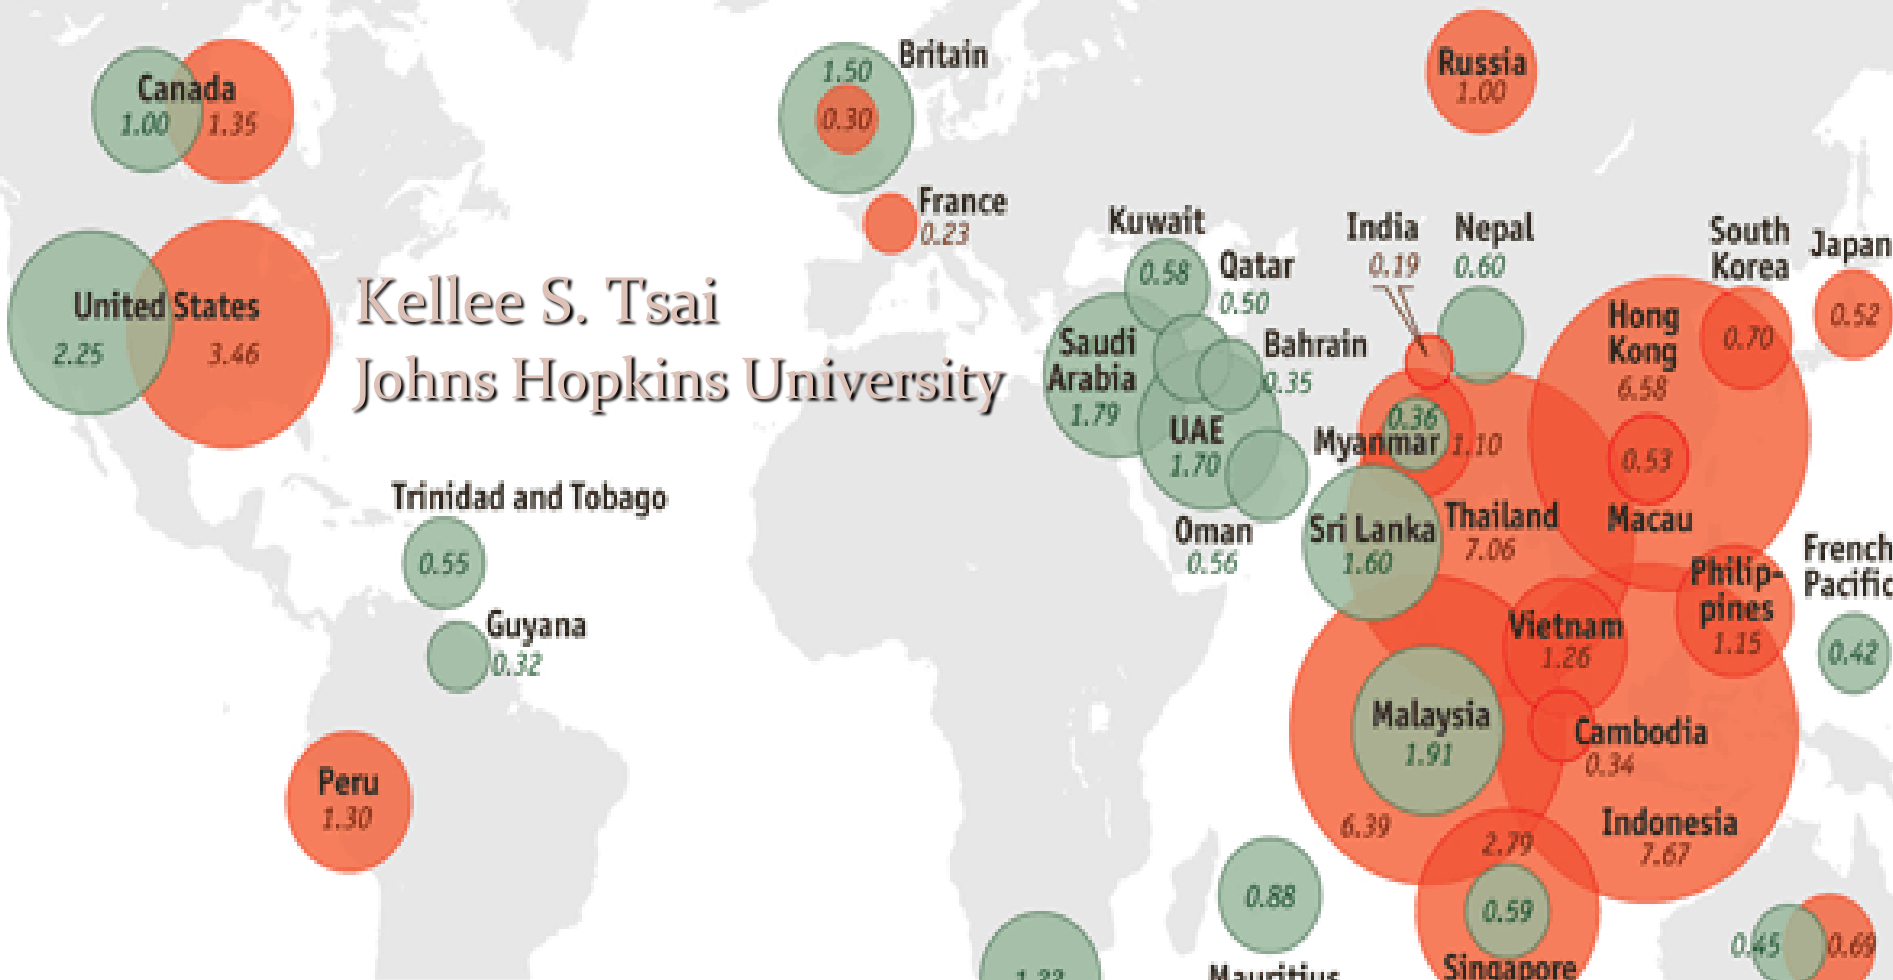 Canada
1.00
1.35
United States
2.25
3.46
Kellee S. Tsai
Johns Hopkins University
Trinidad and Tobago
0.55
Guyana
0.32
Peru
1.30
Britain
1.50
0.30
France
0.23
Russia
1.00
Kuwait
0.58
Qatar
0.50
Saudi
Arabia
1.79
Bahrain
0.35
UAE
1.70
Oman
0.56
India
0.19
Nepal
0.60
South
Korea
0.70
Japan
0.52
Hong
Kong
6.58
0.53
Macau
0.36
Myanmar
1.10
Sri Lanka
1.60
Thailand
7.06
French
Pacific
0.42
Philip-
pines
1.15
Vietnam
1.26
Malaysia
1.91
6.39
Cambodia
0.34
Indonesia
7.67
2.79
0.59
Singapore
0.88
Mauritius
0.45
0.69